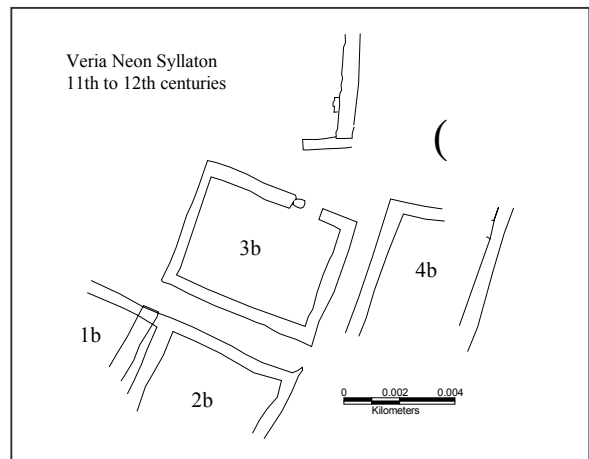 Veria Neon Syllaton
11th to 12th centuries
(
3b
4b
1b
2b
0 0.002 0.004
Kilometers